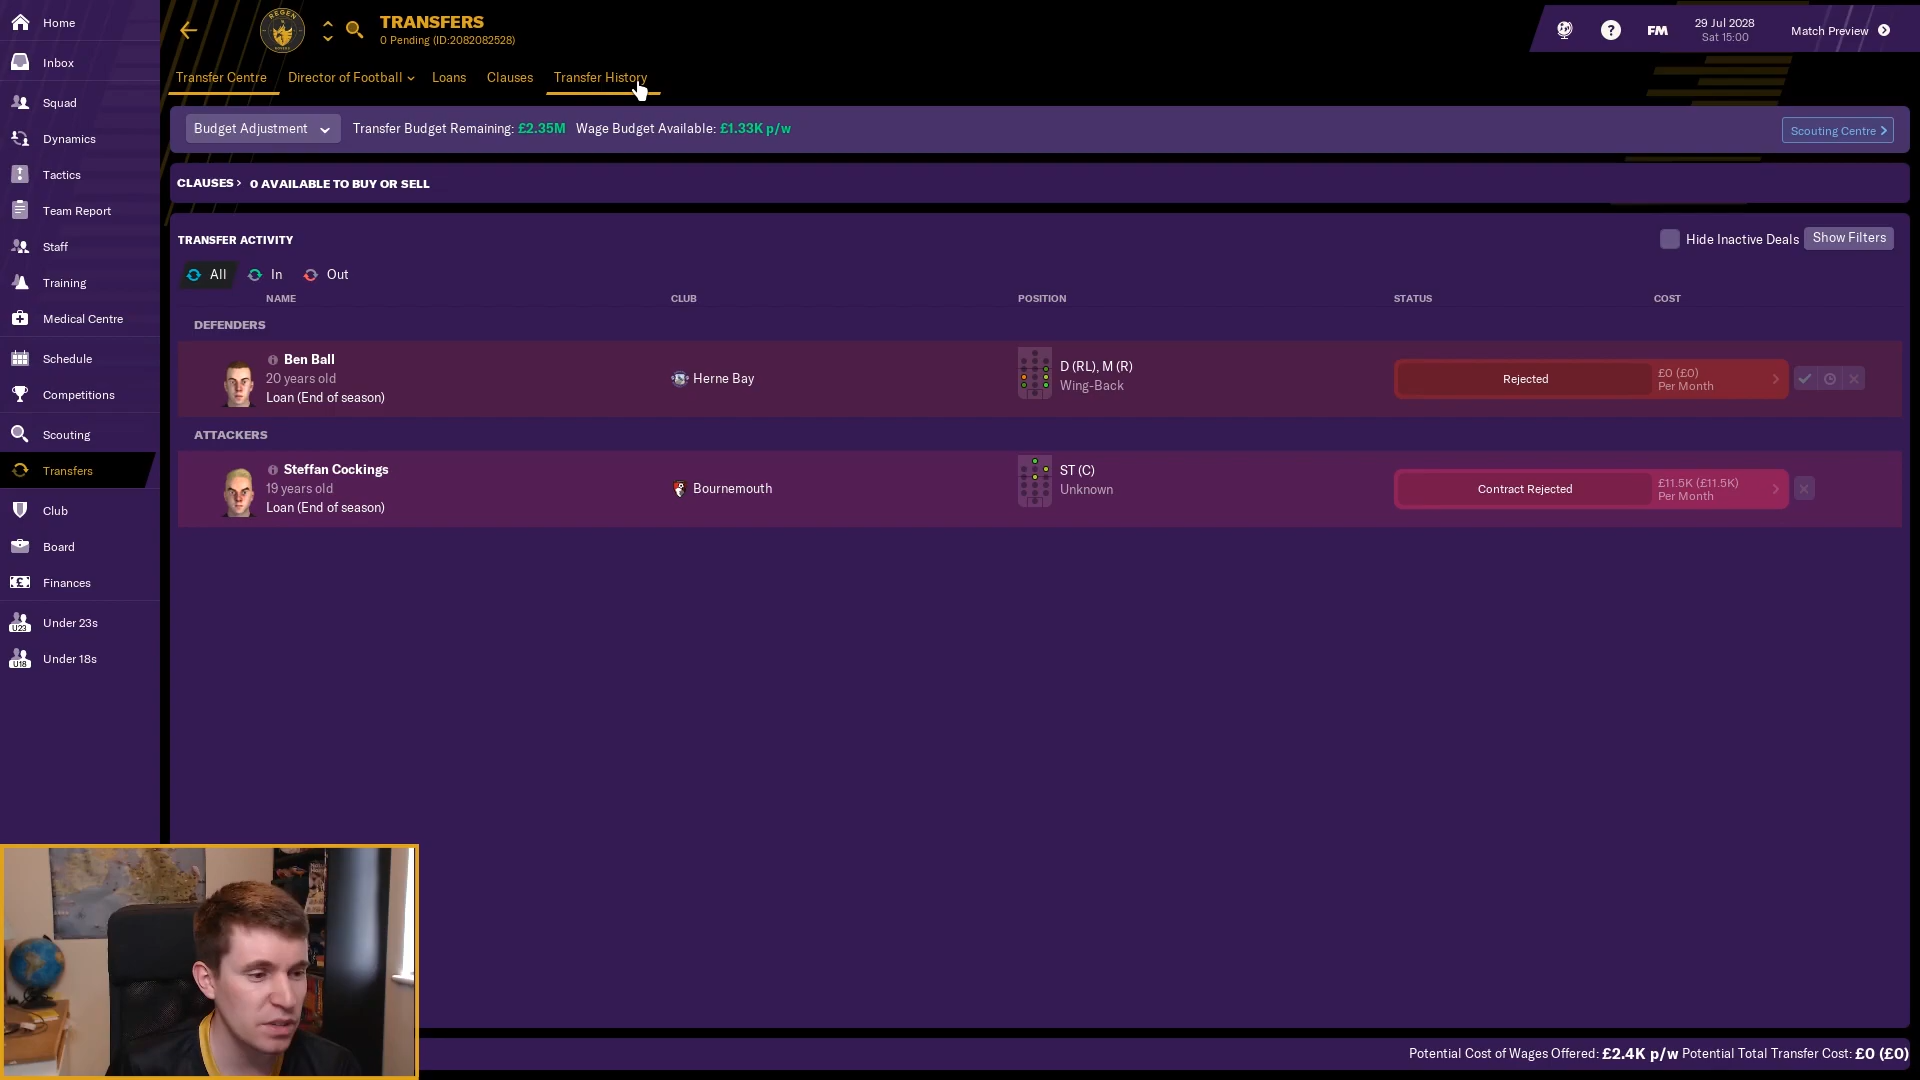 Home
Inbox
Squad
Dynamics
Tactics
Team Report
Staff
Training
Medical Centre
Schedule
Competitions
Scouting
Transfers
Club
Board
Finances
U23
Under 23s
U18
Under 18s
REGEN
TRANSFERS
0 Pending (ID:2082082528)
?
FM
29 Jul 2028
Sat 15:00
Match Preview
Transfer Centre
Director of Football
Loans
Clauses
Transfer History
Budget Adjustment
Transfer Budget Remaining: £2.35M
Wage Budget Available: £1.33K p/w
Scouting Centre
CLAUSES
0 AVAILABLE TO BUY OR SELL
TRANSFER ACTIVITY
Hide Inactive Deals
Show Filters
All
In
Out
NAME
CLUB
POSITION
STATUS
COST
DEFENDERS
Ben Ball
20 years old
Loan (End of season)
Herne Bay
D (RL), M (R)
Wing-Back
Rejected
£0 (£0)
Per Month
ATTACKERS
Steffan Cockings
19 years old
Loan (End of season)
Bournemouth
ST (C)
Unknown
Contract Rejected
£11.5K (£11.5K)
Per Month
Potential Cost of Wages Offered: £2.4K p/w
Potential Total Transfer Cost: £0 (£0)